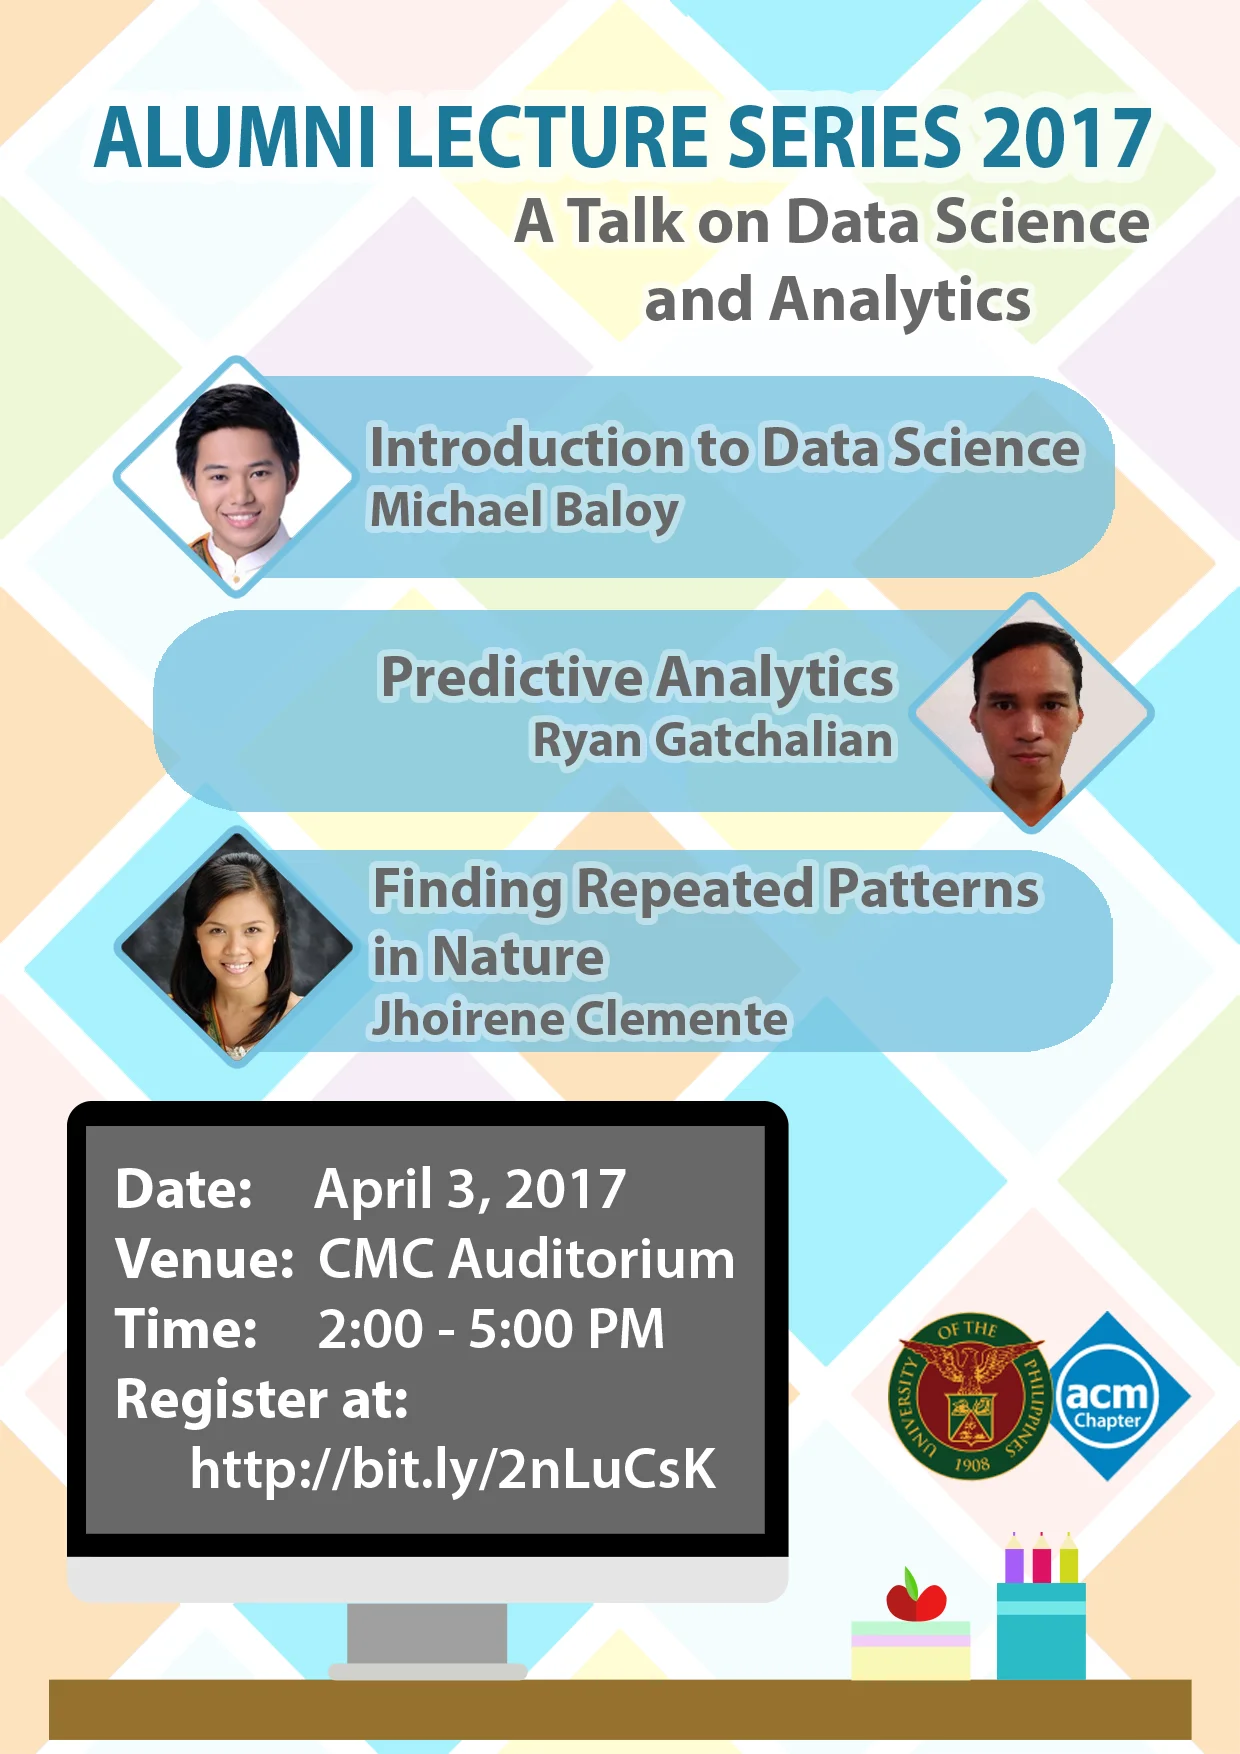 ALUMNI LECTURE SERIES 2017
A Talk on Data Science
and Analytics
Introduction to Data Science
Michael Baloy
Predictive Analytics
Ryan Gatchalian
Finding Repeated Patterns
in Nature
Jhoirene Clemente
Date: April 3, 2017
Venue: CMC Auditorium
Time: 2:00 - 5:00 PM
Register at:
http://bit.ly/2nLuCsK
UNIVERSITY OF THE PHILIPPINES
1908
acm
Chapter